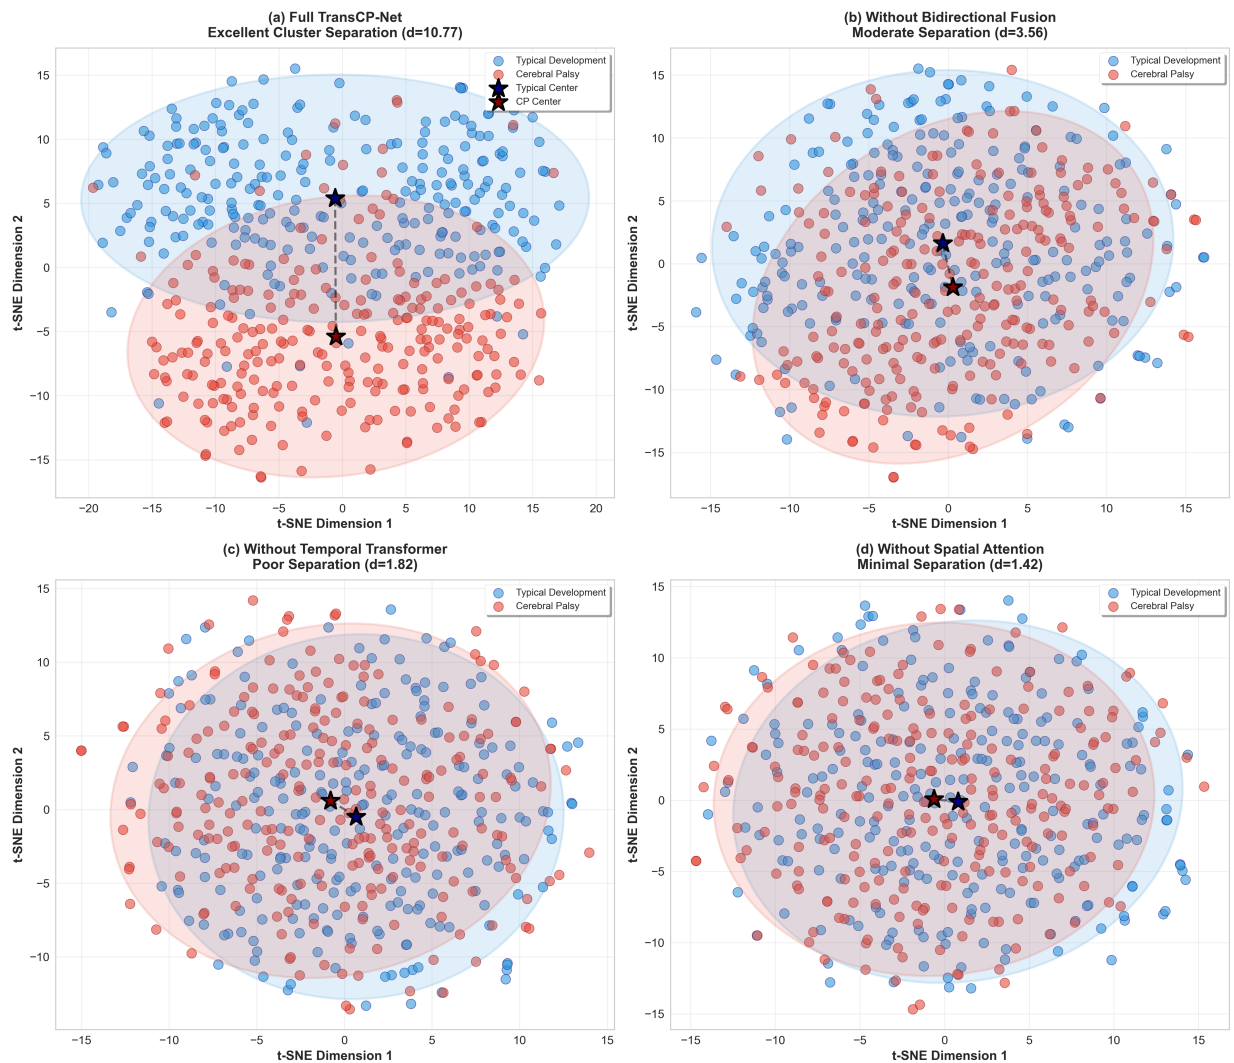 (a) Full TransCP-Net
Excellent Cluster Separation (d=10.77)
Typical Development
Cerebral Palsy
Typical Center
CP Center
15
10
5
0
−5
−10
−15
t-SNE Dimension 2
−20
−15
−10
−5
0
5
10
15
20
t-SNE Dimension 1
(b) Without Bidirectional Fusion
Moderate Separation (d=3.56)
Typical Development
Cerebral Palsy
15
10
5
0
−5
−10
−15
t-SNE Dimension 2
−15
−10
−5
0
5
10
15
t-SNE Dimension 1
(c) Without Temporal Transformer
Poor Separation (d=1.82)
Typical Development
Cerebral Palsy
15
10
5
0
−5
−10
t-SNE Dimension 2
−15
−10
−5
0
5
10
15
t-SNE Dimension 1
(d) Without Spatial Attention
Minimal Separation (d=1.42)
Typical Development
Cerebral Palsy
15
10
5
0
−5
−10
−15
t-SNE Dimension 2
−15
−10
−5
0
5
10
15
t-SNE Dimension 1